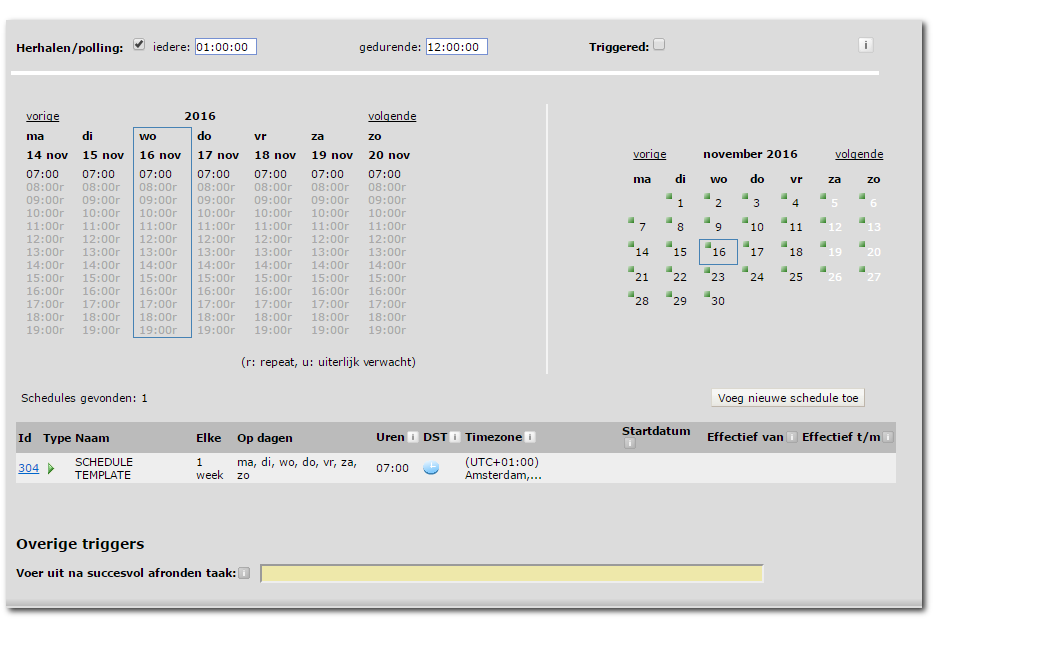 Herhalen/polling: iedere: 01:00:00 gedurende: 12:00:00 Triggered: i
vorige 2016 volgende
ma di wo do vr za zo
14 nov 15 nov 16 nov 17 nov 18 nov 19 nov 20 nov
07:00 07:00 07:00 07:00 07:00 07:00 07:00
08:00r 08:00r 08:00r 08:00r 08:00r 08:00r 08:00r
09:00r 09:00r 09:00r 09:00r 09:00r 09:00r 09:00r
10:00r 10:00r 10:00r 10:00r 10:00r 10:00r 10:00r
11:00r 11:00r 11:00r 11:00r 11:00r 11:00r 11:00r
12:00r 12:00r 12:00r 12:00r 12:00r 12:00r 12:00r
13:00r 13:00r 13:00r 13:00r 13:00r 13:00r 13:00r
14:00r 14:00r 14:00r 14:00r 14:00r 14:00r 14:00r
15:00r 15:00r 15:00r 15:00r 15:00r 15:00r 15:00r
16:00r 16:00r 16:00r 16:00r 16:00r 16:00r 16:00r
17:00r 17:00r 17:00r 17:00r 17:00r 17:00r 17:00r
18:00r 18:00r 18:00r 18:00r 18:00r 18:00r 18:00r
19:00r 19:00r 19:00r 19:00r 19:00r 19:00r 19:00r
(r: repeat, u: uiterlijk verwacht)
vorige november 2016 volgende
ma di wo do vr za zo
1 2 3 4 5 6
7 8 9 10 11 12 13
14 15 16 17 18 19 20
21 22 23 24 25 26 27
28 29 30
Schedules gevonden: 1 Voeg nieuwe schedule toe
Id Type Naam Elke Op dagen Uren i DST i Timezone i Startdatum i Effectief van i Effectief t/m i
304 SCHEDULE 1 ma, di, wo, do, vr, za, 07:00 (UTC+01:00)
TEMPLATE week zo Amsterdam,...
Overige triggers
Voer uit na succesvol afronden taak: i